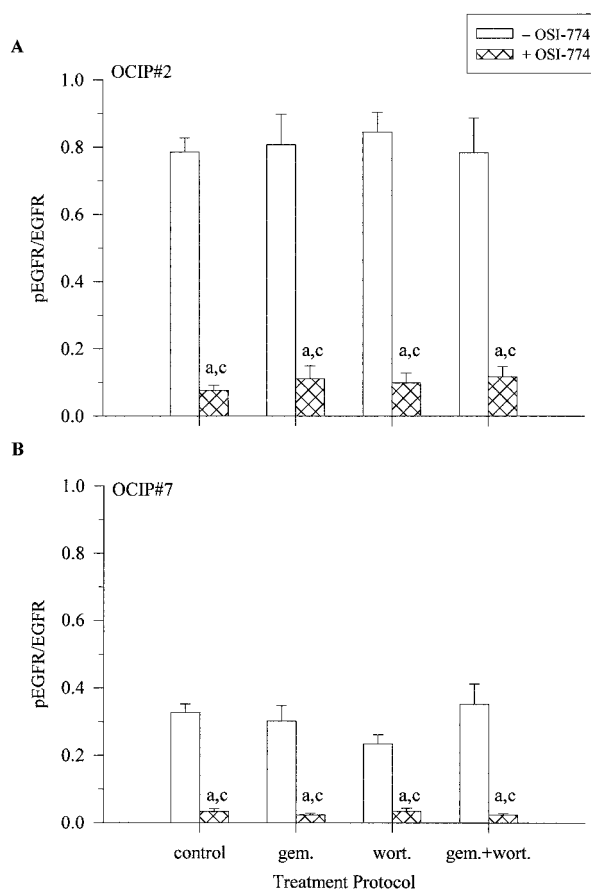 – OSI-774
+ OSI-774
A
OCIP#2
1.0
0.8
0.6
0.4
0.2
0.0
pEGFR/EGFR
a,c a,c a,c a,c
B
OCIP#7
1.0
0.8
0.6
0.4
0.2
0.0
pEGFR/EGFR
a,c a,c a,c a,c
control gem. wort. gem.+wort.
Treatment Protocol